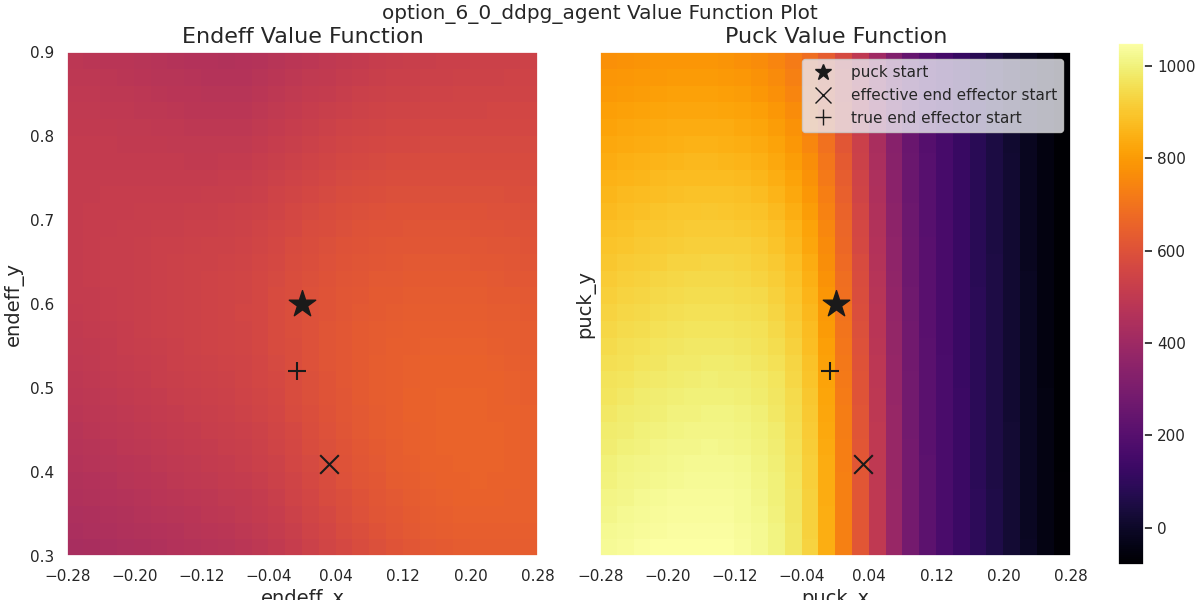 option_6_0_ddpg_agent Value Function Plot
Endeff Value Function
Puck Value Function
puck start
effective end effector start
true end effector start
endeff_y
0.9
0.8
0.7
0.6
0.5
0.4
0.3
−0.28 −0.20 −0.12 −0.04 0.04 0.12 0.20 0.28
endeff_x
puck_y
−0.28 −0.20 −0.12 −0.04 0.04 0.12 0.20 0.28
puck_x
1000
800
600
400
200
0